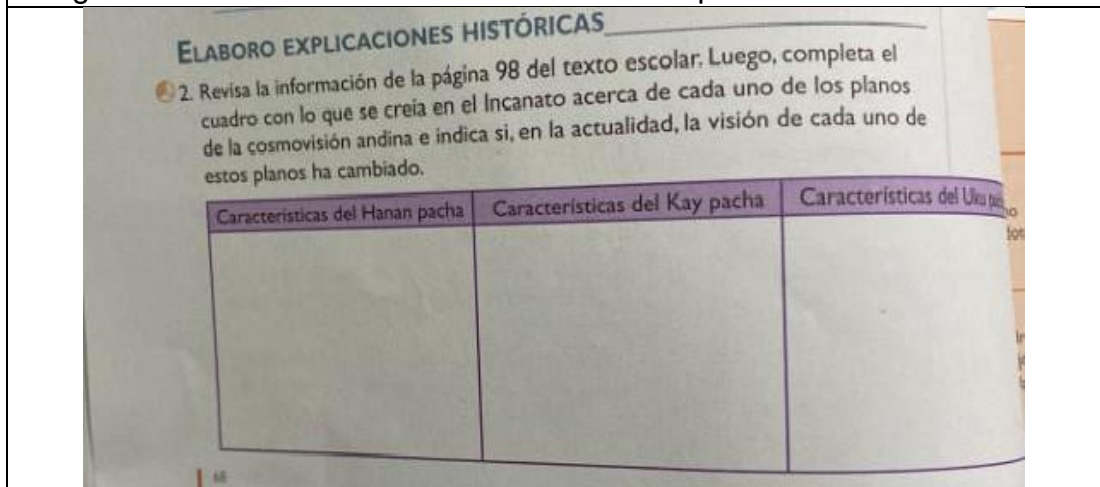 ELABORO EXPLICACIONES HISTÓRICAS
2. Revisa la información de la página 98 del texto escolar. Luego, completa el
cuadro con lo que se creía en el Incanato acerca de cada uno de los planos
de la cosmovisión andina e indica si, en la actualidad, la visión de cada uno de
estos planos ha cambiado.
Características del Hanan pacha
Características del Kay pacha
Características del Uku
68